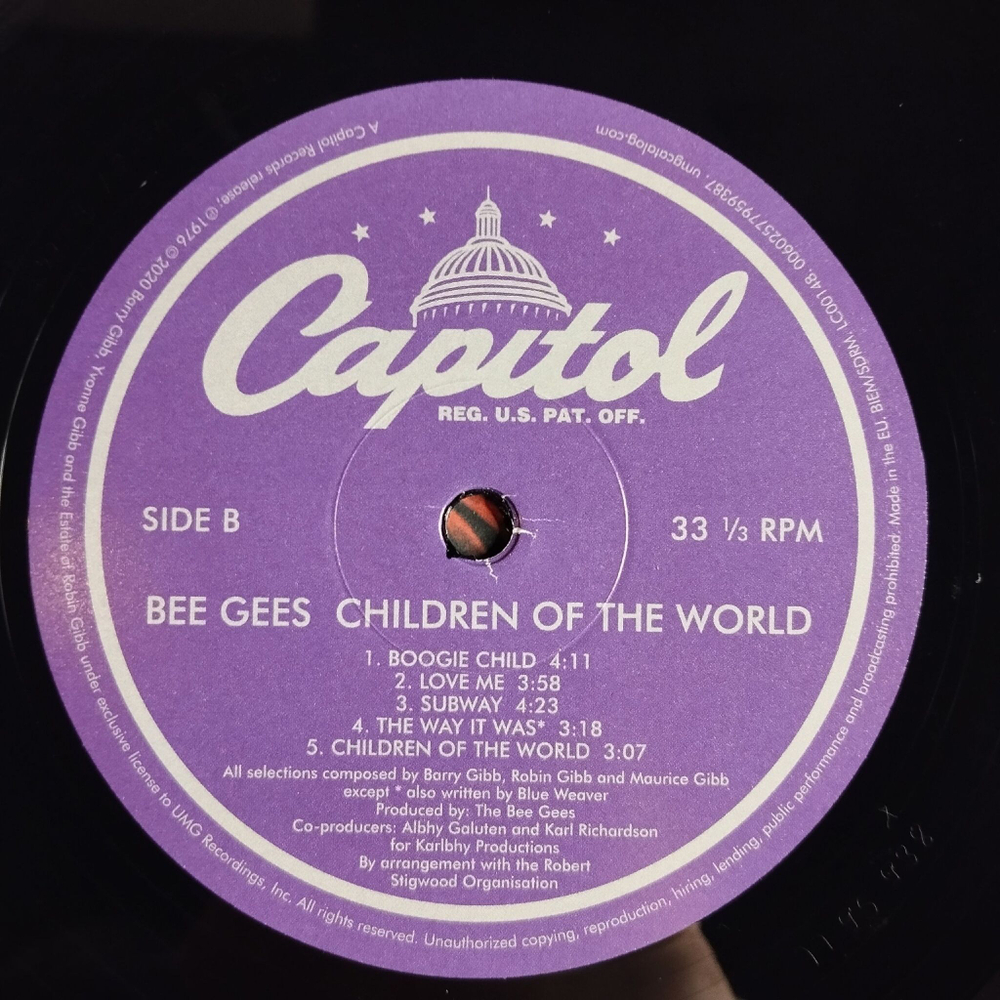 Capitol
REG. U.S. PAT. OFF.
SIDE B
33 ⅓ RPM
BEE GEES CHILDREN OF THE WORLD
1. BOOGIE CHILD 4:11
2. LOVE ME 3:58
3. SUBWAY 4:23
4. THE WAY IT WAS* 3:18
5. CHILDREN OF THE WORLD 3:07
All selections composed by Barry Gibb, Robin Gibb and Maurice Gibb
except * also written by Blue Weaver
Produced by: The Bee Gees
Co-producers: Albhy Galuten and Karl Richardson
for Karlbhy Productions
By arrangement with the Robert
Stigwood Organisation
A Capitol Records release; ℗ 1976 © 2020 Barry Gibb, Yvonne Gibb and the Estate of Robin Gibb under exclusive license to UMG Recordings, Inc. All rights reserved. Unauthorized copying, reproduction, hiring, lending, public performance and broadcasting prohibited. Made in the EU. BIEM/SDRM. LC00148. 00602577959387. umgcatalog.com